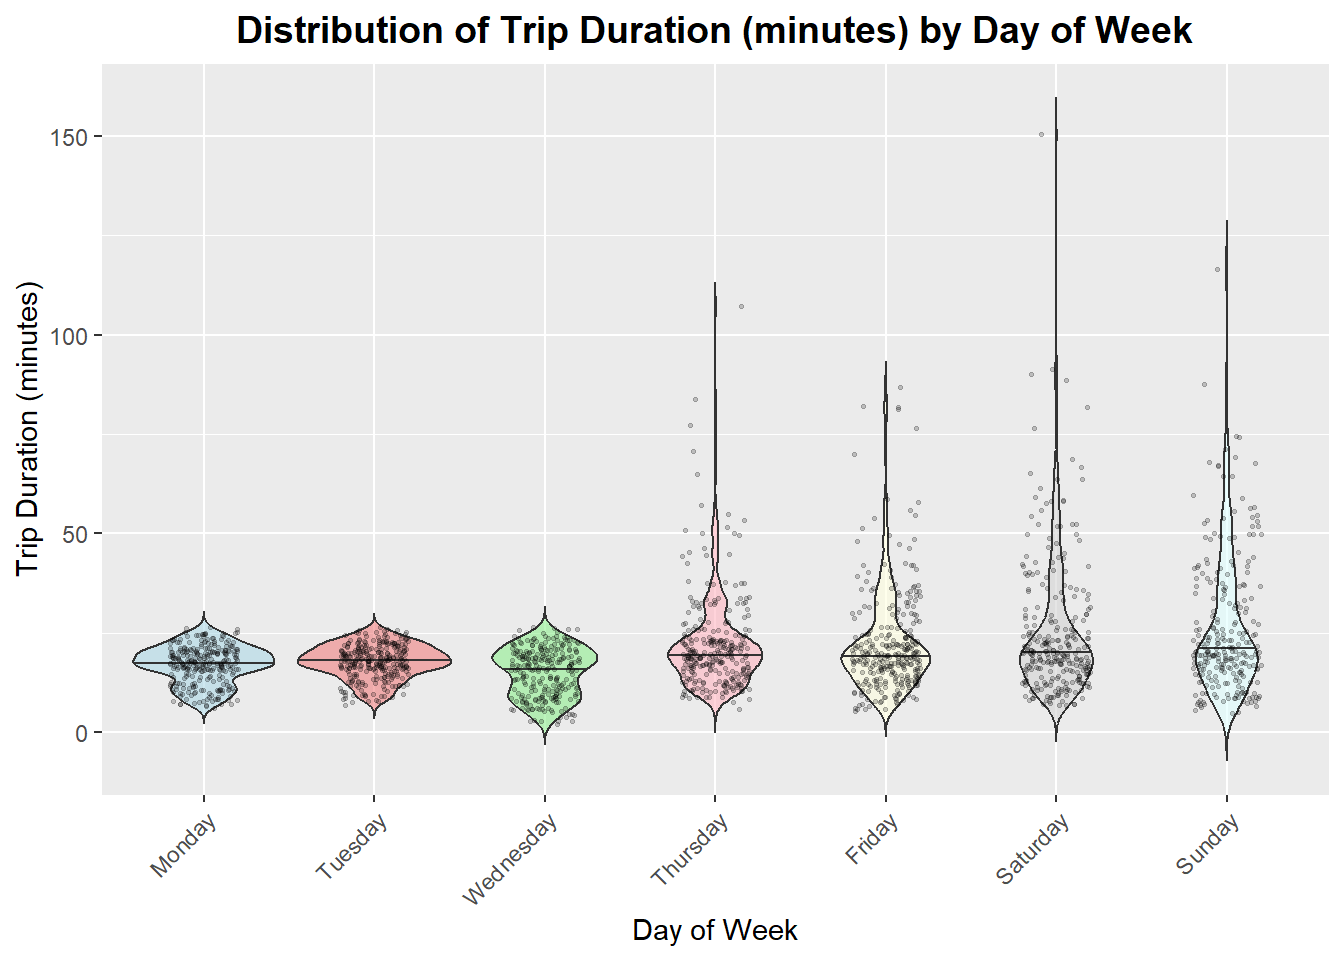 Distribution of Trip Duration (minutes) by Day of Week
Trip Duration (minutes)
150
100
50
0
Monday
Tuesday
Wednesday
Thursday
Friday
Saturday
Sunday
Day of Week